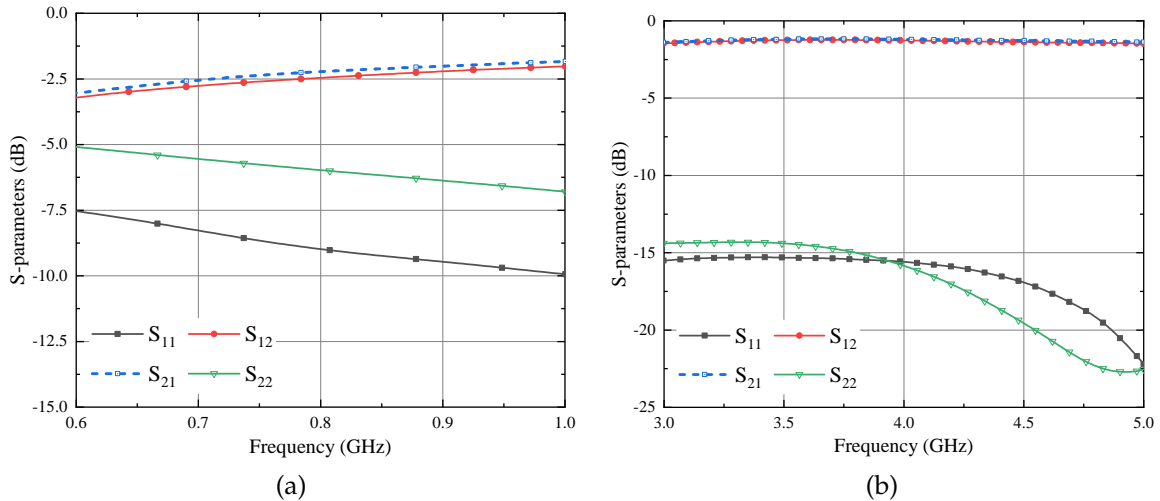 0.0
-2.5
-5.0
-7.5
-10.0
-12.5
-15.0
S-parameters (dB)
S11 S12
S21 S22
0.6 0.7 0.8 0.9 1.0
Frequency (GHz)
(a)
0
-5
-10
-15
-20
-25
S-parameters (dB)
S11 S12
S21 S22
3.0 3.5 4.0 4.5 5.0
Frequency (GHz)
(b)